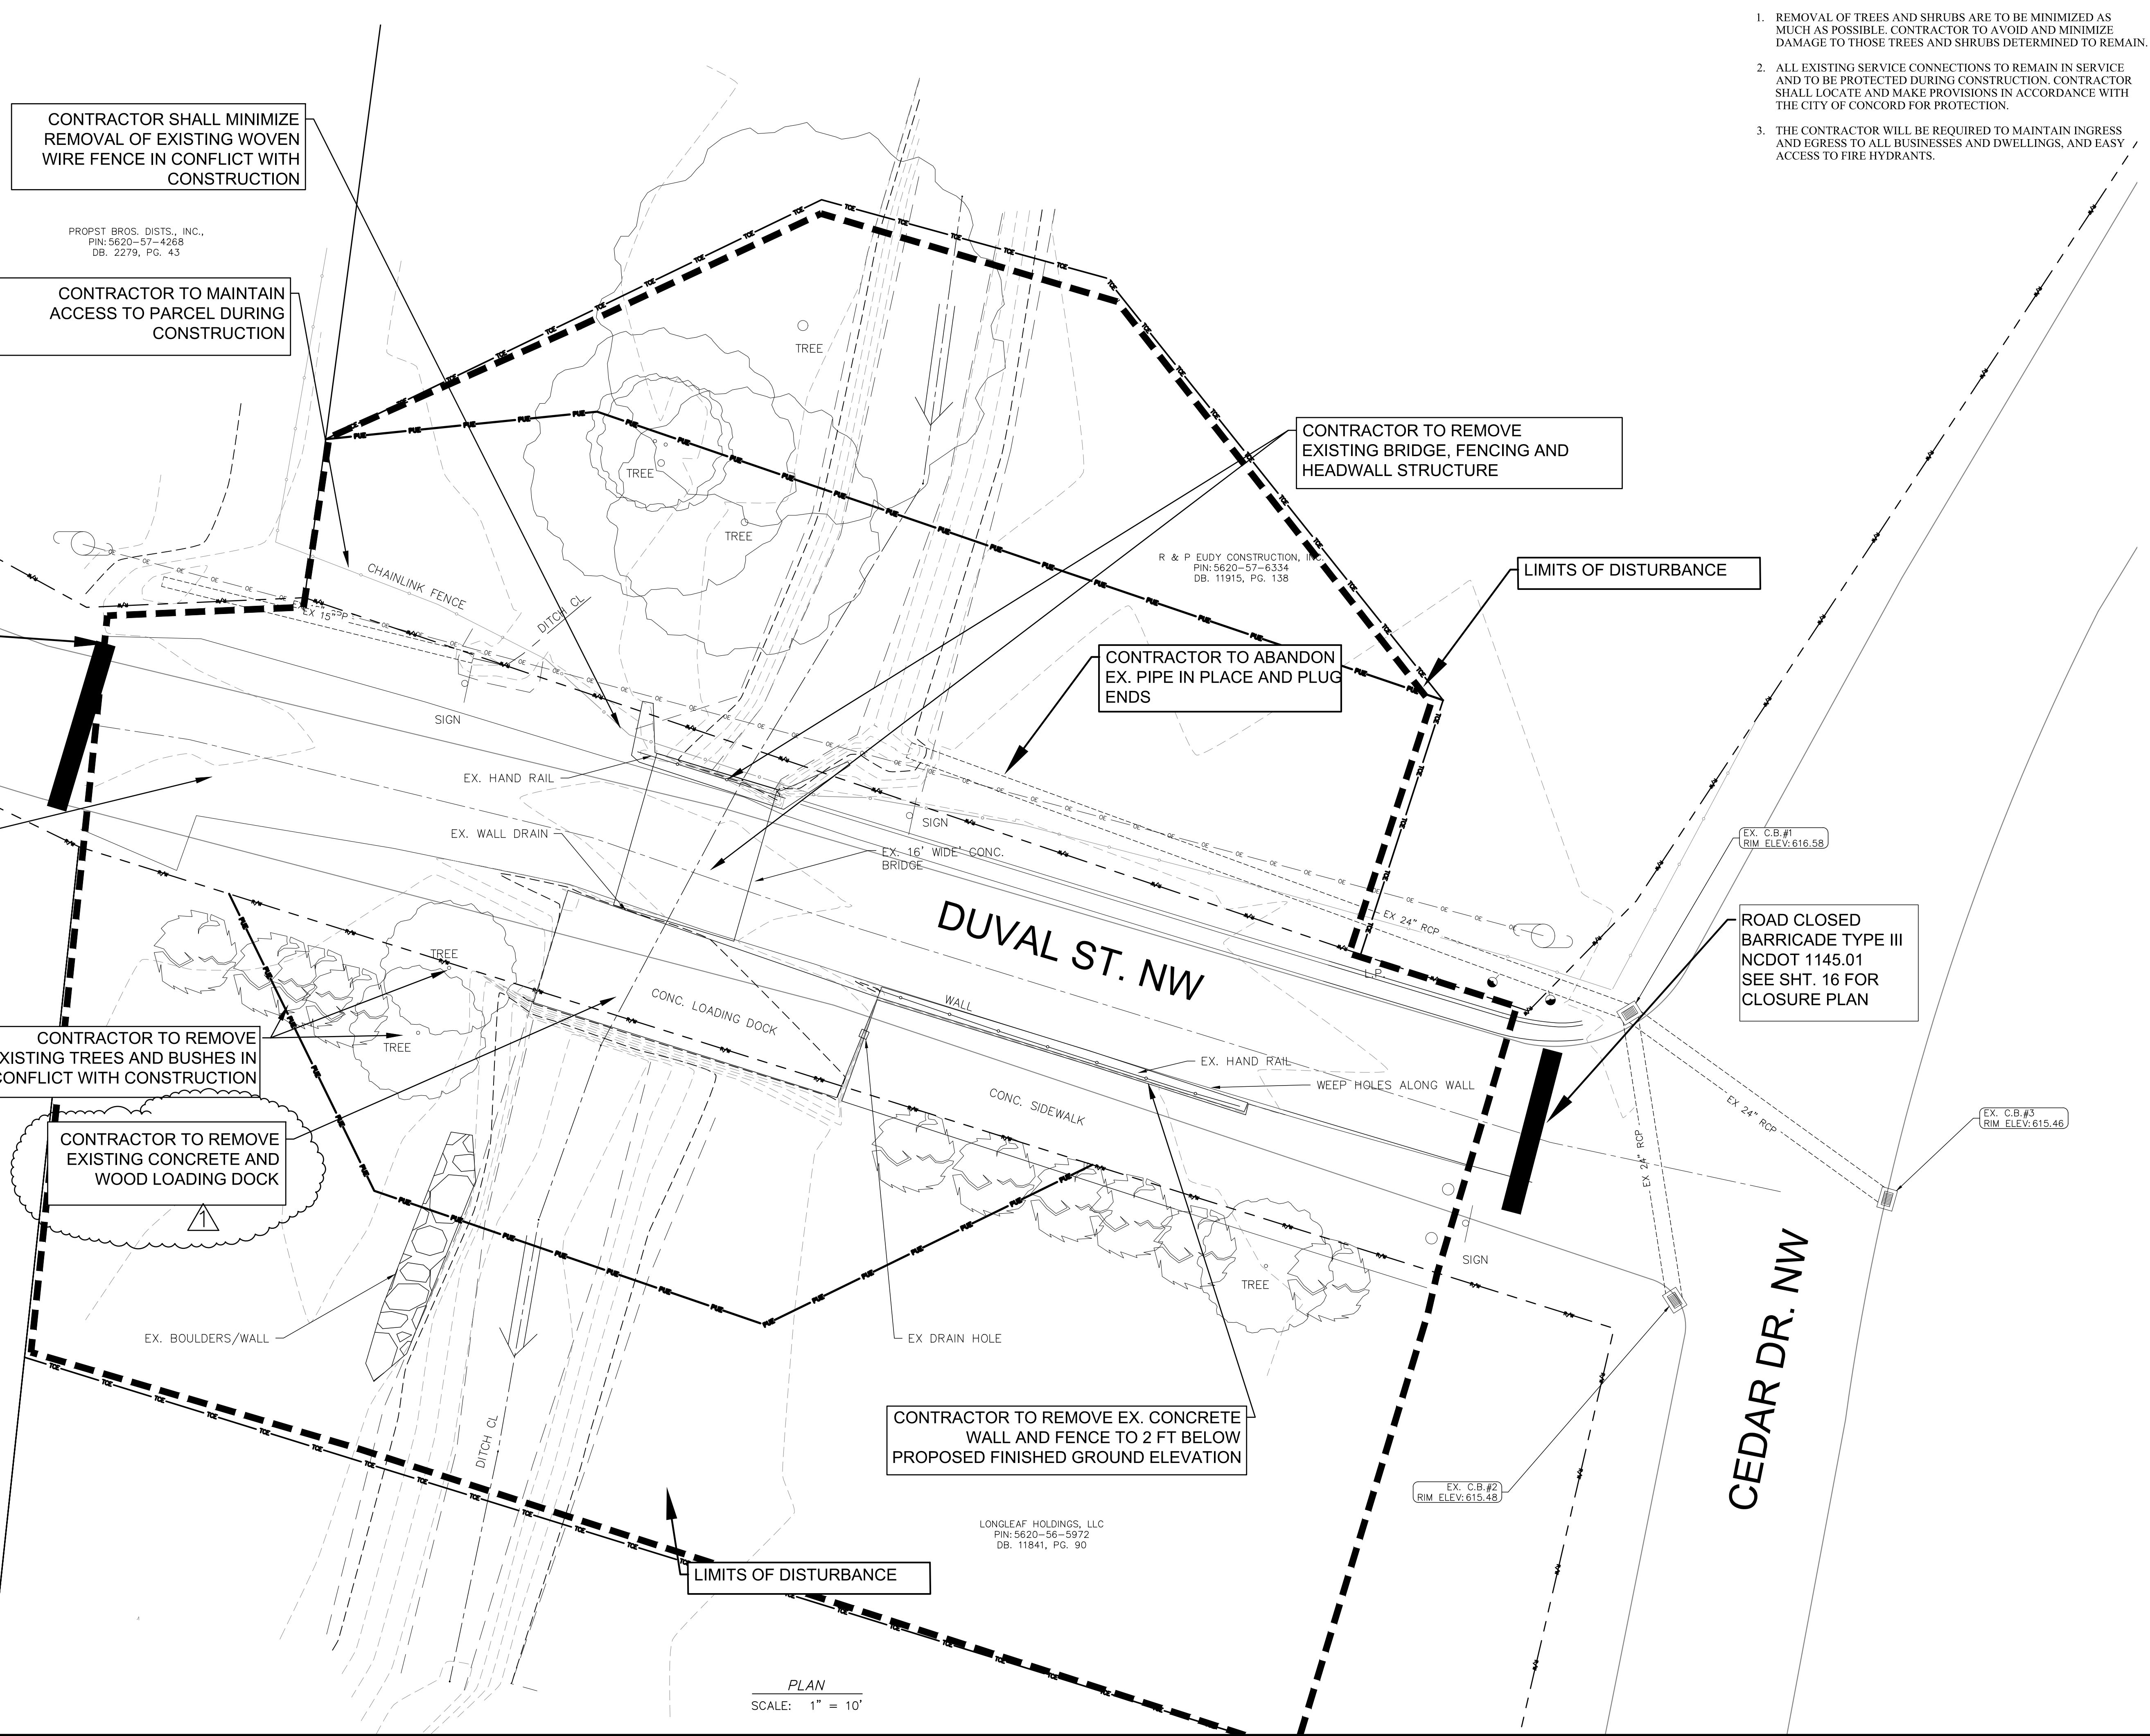 1. REMOVAL OF TREES AND SHRUBS ARE TO BE MINIMIZED AS
MUCH AS POSSIBLE. CONTRACTOR TO AVOID AND MINIMIZE
DAMAGE TO THOSE TREES AND SHRUBS DETERMINED TO REMAIN.
2. ALL EXISTING SERVICE CONNECTIONS TO REMAIN IN SERVICE
AND TO BE PROTECTED DURING CONSTRUCTION. CONTRACTOR
SHALL LOCATE AND MAKE PROVISIONS IN ACCORDANCE WITH
THE CITY OF CONCORD FOR PROTECTION.
3. THE CONTRACTOR WILL BE REQUIRED TO MAINTAIN INGRESS
AND EGRESS TO ALL BUSINESSES AND DWELLINGS, AND EASY
ACCESS TO FIRE HYDRANTS.
CONTRACTOR SHALL MINIMIZE
REMOVAL OF EXISTING WOVEN
WIRE FENCE IN CONFLICT WITH
CONSTRUCTION
PROPST BROS. DISTS., INC.,
PIN: 5620-57-4268
DB. 2279, PG. 43
CONTRACTOR TO MAINTAIN
ACCESS TO PARCEL DURING
CONSTRUCTION
TREE
TREE
TREE
CONTRACTOR TO REMOVE
EXISTING BRIDGE, FENCING AND
HEADWALL STRUCTURE
R & P EUDY CONSTRUCTION, INC.
PIN: 5620-57-6334
DB. 11915, PG. 138
LIMITS OF DISTURBANCE
CHAINLINK FENCE
DITCH CL
EX 15"
SIGN
CONTRACTOR TO ABANDON
EX. PIPE IN PLACE AND PLUG
ENDS
EX. HAND RAIL
EX. WALL DRAIN
SIGN
EX. 16' WIDE' CONC.
BRIDGE
EX. C.B.#1
RIM ELEV: 616.58
DUVAL ST. NW
EX 24" RCP
L.P.
ROAD CLOSED
BARRICADE TYPE III
NCDOT 1145.01
SEE SHT. 16 FOR
CLOSURE PLAN
TREE
TREE
CONC. LOADING DOCK
WALL
EX. HAND RAIL
WEEP HOLES ALONG WALL
CONC. SIDEWALK
CONTRACTOR TO REMOVE
EXISTING TREES AND BUSHES IN
CONFLICT WITH CONSTRUCTION
CONTRACTOR TO REMOVE
EXISTING CONCRETE AND
WOOD LOADING DOCK
1
EX 24" RCP
EX 24" RCP
EX. C.B.#3
RIM ELEV: 615.46
SIGN
TREE
EX. BOULDERS/WALL
EX DRAIN HOLE
DITCH CL
CONTRACTOR TO REMOVE EX. CONCRETE
WALL AND FENCE TO 2 FT BELOW
PROPOSED FINISHED GROUND ELEVATION
EX. C.B.#2
RIM ELEV: 615.48
CEDAR DR. NW
LONGLEAF HOLDINGS, LLC
PIN: 5620-56-5972
DB. 11841, PG. 90
LIMITS OF DISTURBANCE
PLAN
SCALE: 1" = 10'